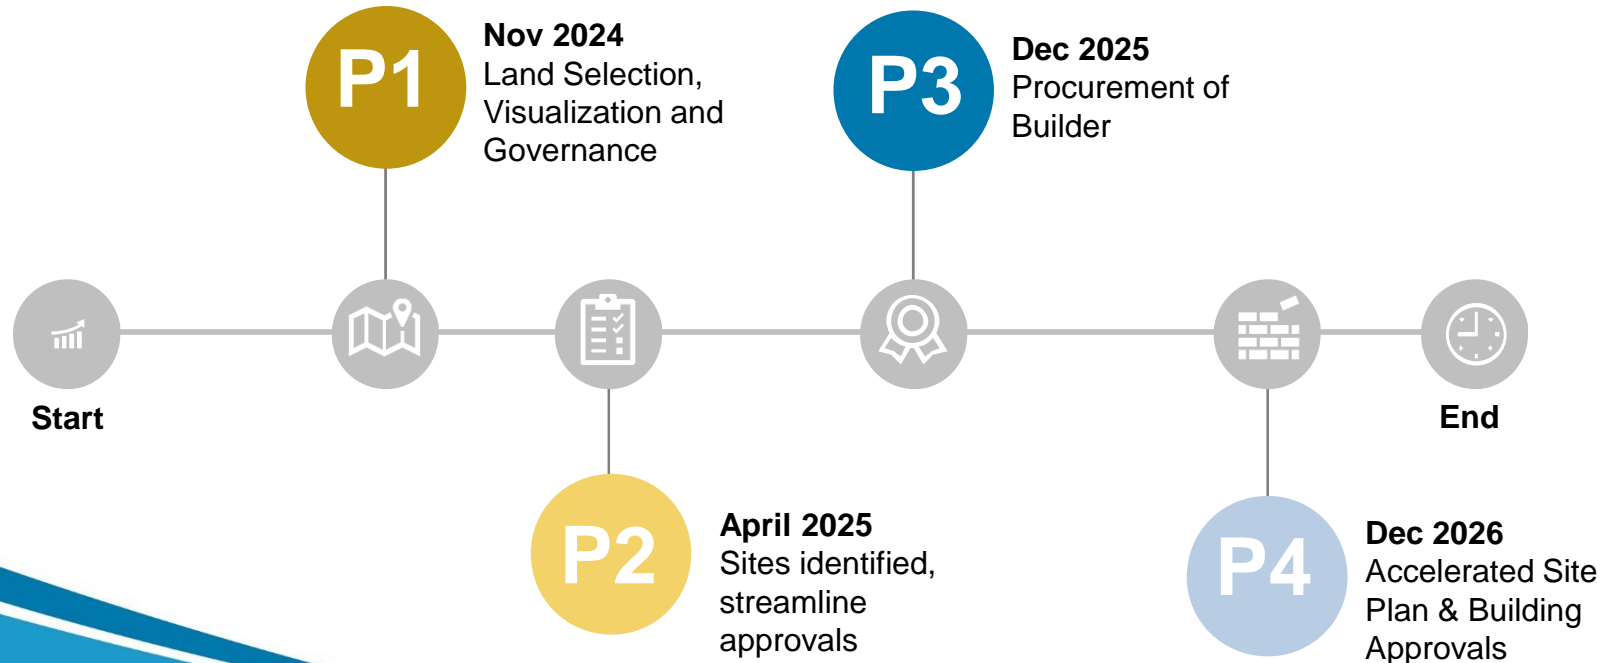 P1
Nov 2024
Land Selection,
Visualization and
Governance
P3
Dec 2025
Procurement of
Builder
Start
End
P2
April 2025
Sites identified,
streamline
approvals
P4
Dec 2026
Accelerated Site
Plan & Building
Approvals